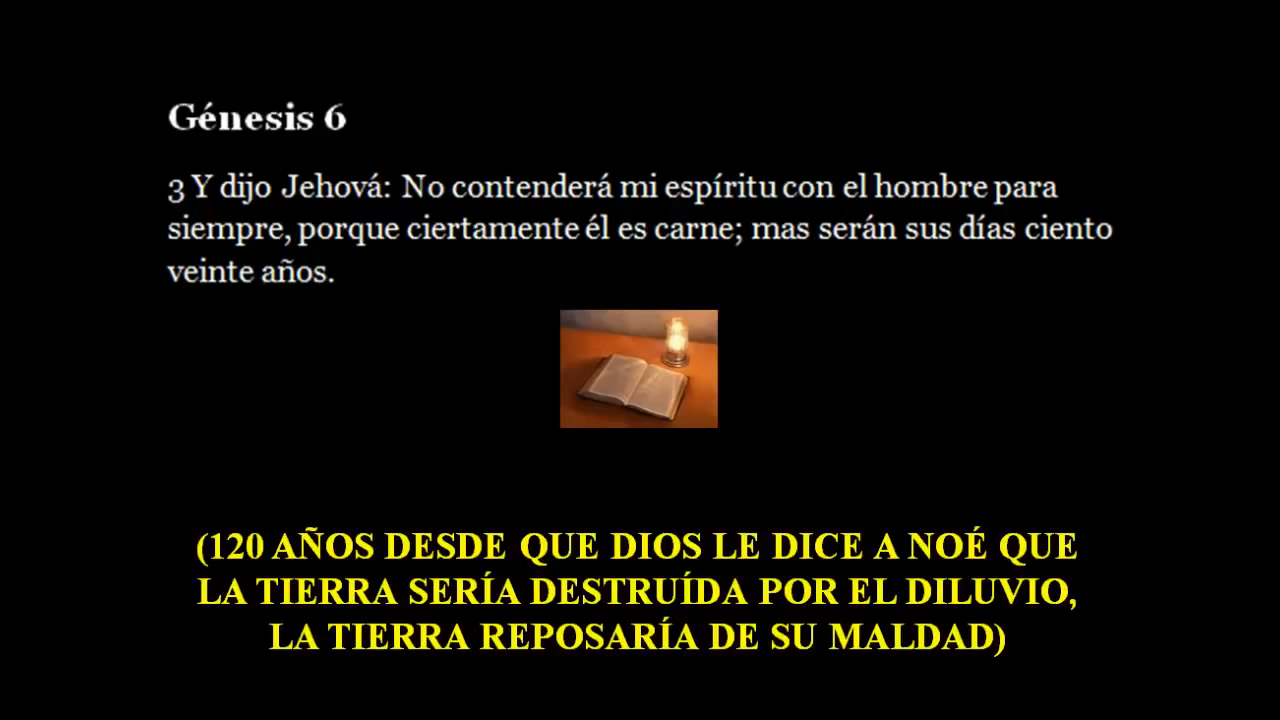 Génesis 6
3 Y dijo Jehová: No contenderá mi espíritu con el hombre para
siempre, porque ciertamente él es carne; mas serán sus días ciento
veinte años.
(120 AÑOS DESDE QUE DIOS LE DICE A NOÉ QUE
LA TIERRA SERÍA DESTRUÍDA POR EL DILUVIO,
LA TIERRA REPOSARÍA DE SU MALDAD)